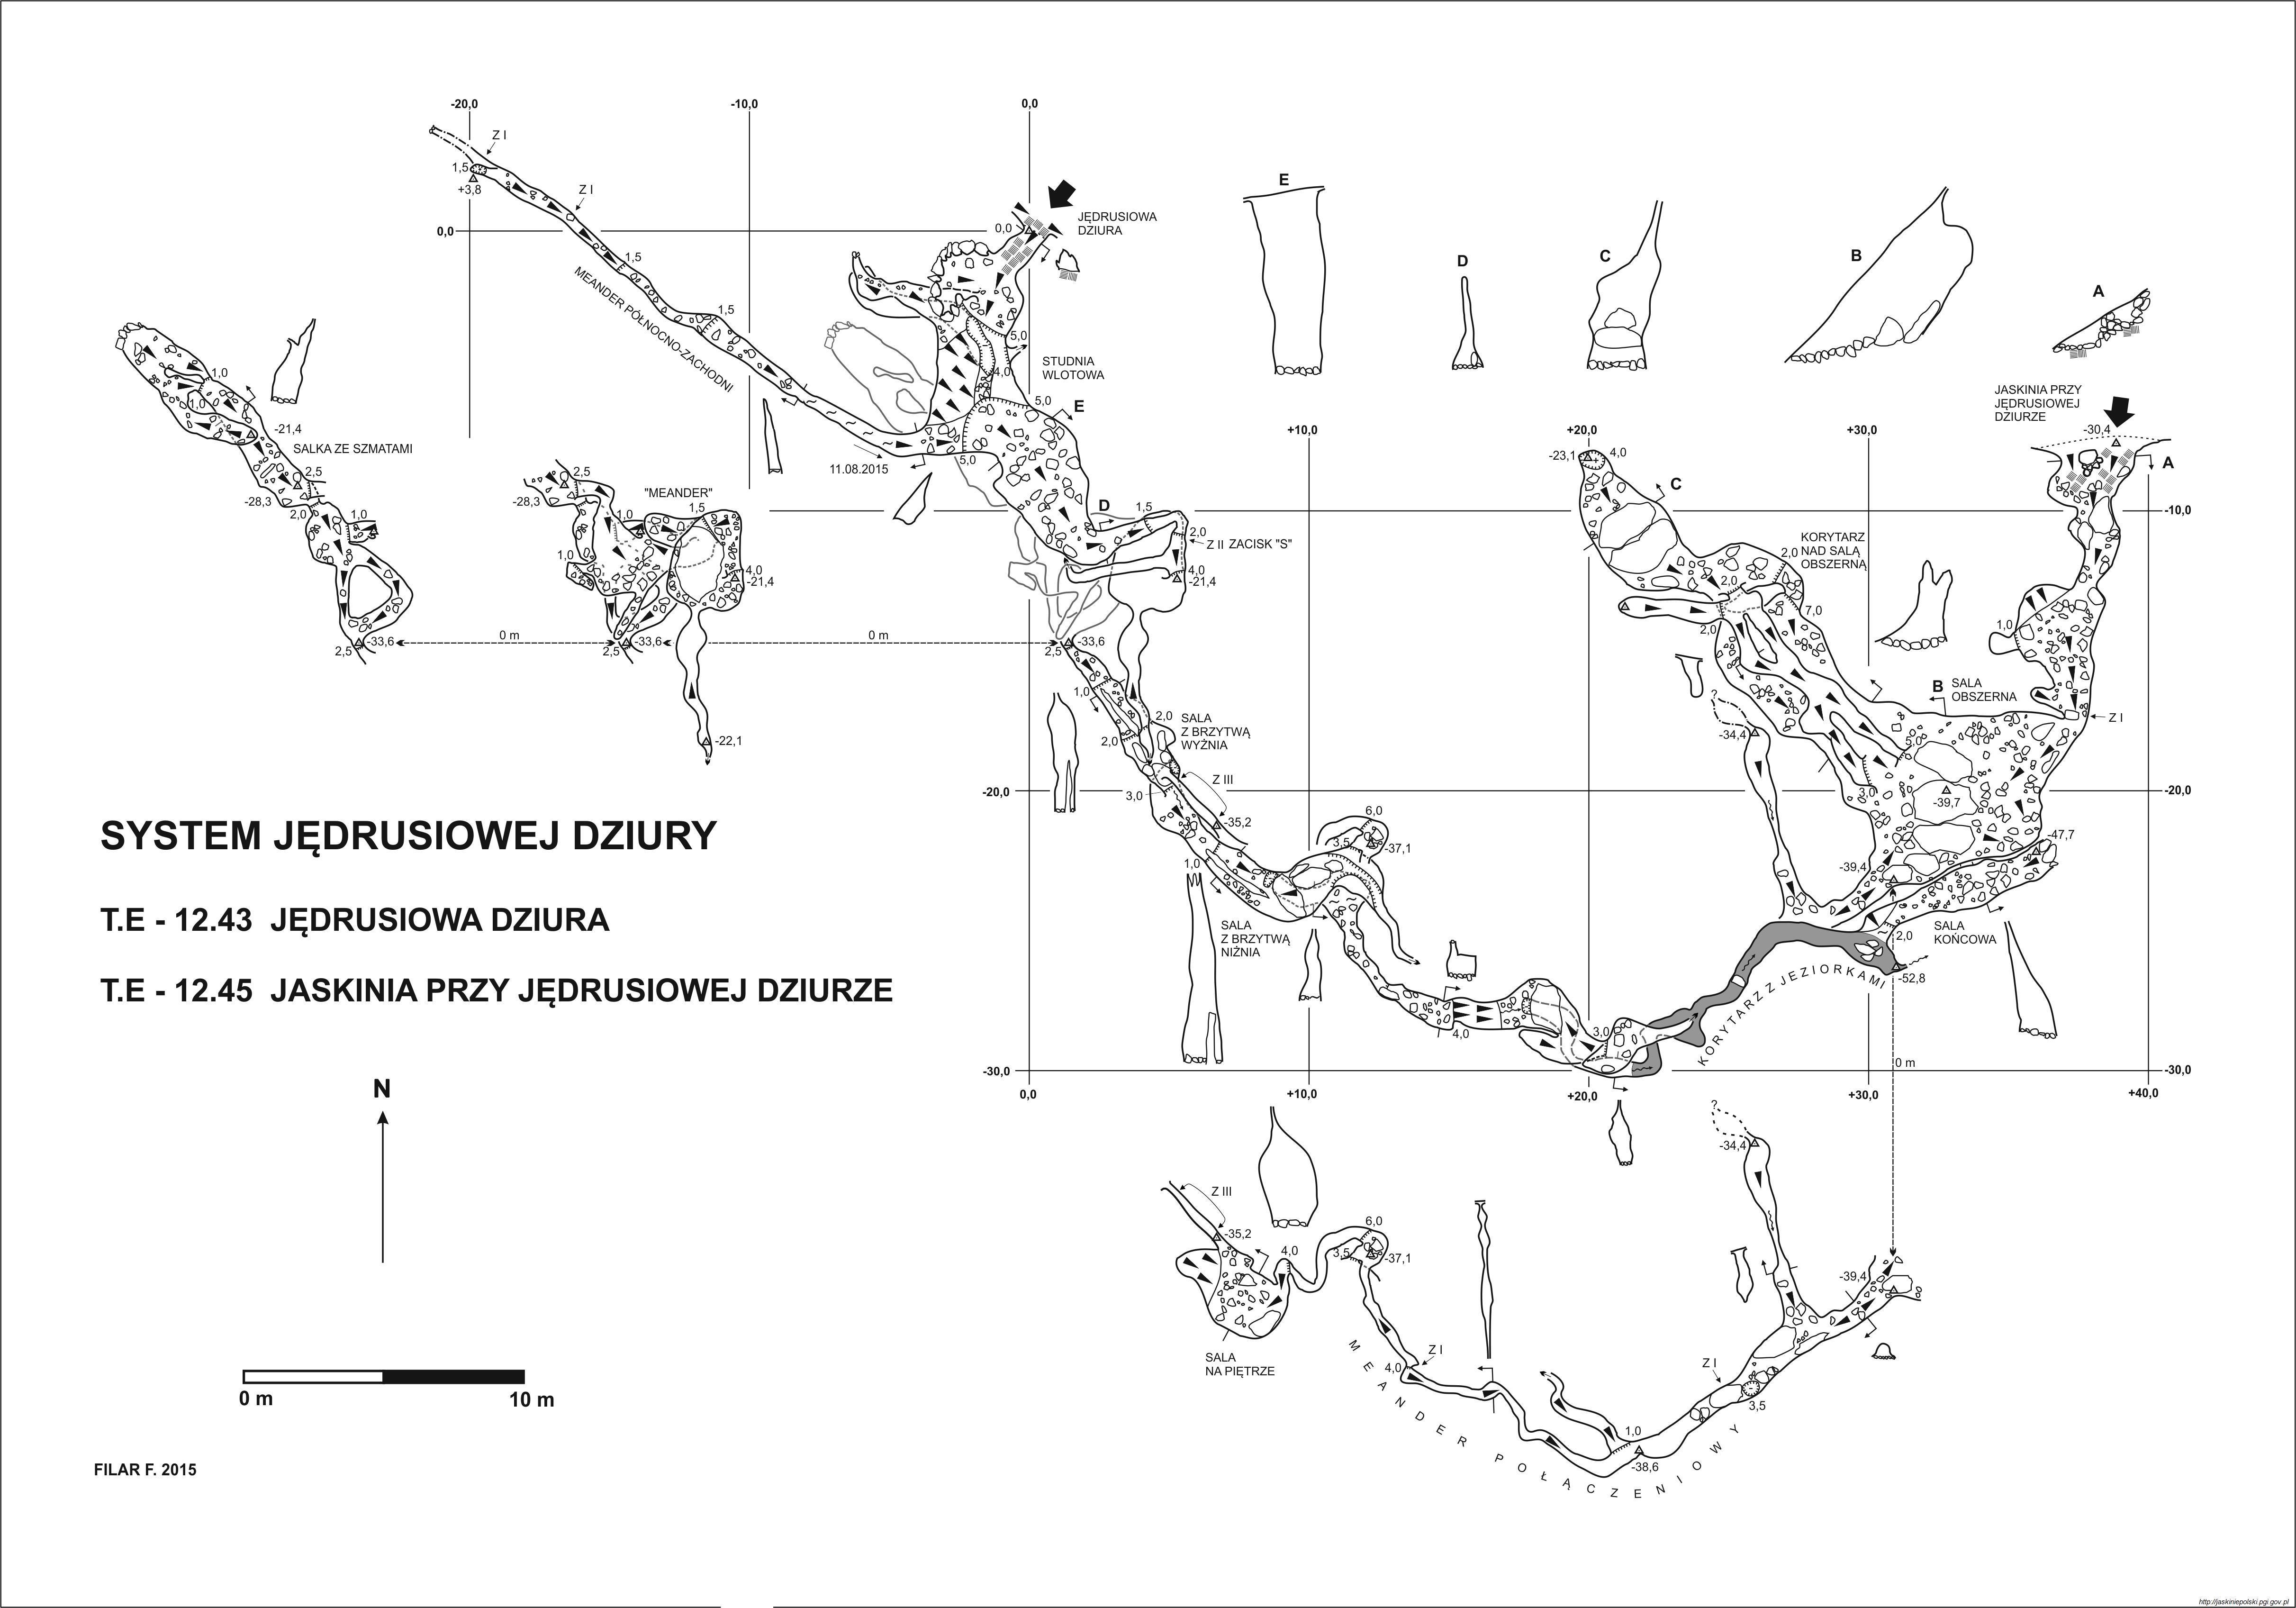 -20,0
-10,0
0,0
Z I
1,5
+3,8
Z I
0,0
1,5
MEANDER PÓŁNOCNO-ZACHODNI
1,5
0,0
JĘDRUSIOWA
DZIURA
5,0
STUDNIA
WLOTOWA
4,0
5,0
E
5,0
11.08.2015
E
D
C
B
A
JASKINIA PRZY
JĘDRUSIOWEJ
DZIURZE
-30,4
A
+10,0
+20,0
+30,0
-23,1
4,0
C
-10,0
1,0
1,0
-21,4
SALKA ZE SZMATAMI
2,5
-28,3
2,0
1,0
-33,6
2,5
0 m
2,5
-28,3
"MEANDER"
1,0
1,5
1,0
4,0
-21,4
-33,6
2,5
-22,1
0 m
D
1,5
2,0
Z II ZACISK "S"
4,0
-21,4
-33,6
2,5
1,0
2,0
2,0
SALA
Z BRZYTWĄ
WYŻNIA
3,0
Z III
-35,2
-20,0
1,0
SALA
Z BRZYTWĄ
NIŻNIA
6,0
3,5
-37,1
4,0
3,0
KORYTARZ
NAD SALĄ
OBSZERNĄ
2,0
2,0
7,0
2,0
1,0
B
SALA
OBSZERNA
Z I
?
-34,4
5,0
3,0
-39,7
-20,0
-47,7
-39,4
2,0
SALA
KOŃCOWA
-52,8
KORYTARZ Z JEZIORKAMI
0 m
-30,0
-30,0
0,0
+10,0
+20,0
+30,0
+40,0
SYSTEM JĘDRUSIOWEJ DZIURY
T.E - 12.43 JĘDRUSIOWA DZIURA
T.E - 12.45 JASKINIA PRZY JĘDRUSIOWEJ DZIURZE
N
0 m
10 m
FILAR F. 2015
Z III
-35,2
4,0
6,0
3,5
-37,1
SALA
NA PIĘTRZE
4,0
Z I
MEANDER POŁĄCZENIOWY
1,0
-38,6
?
-34,4
-39,4
Z I
3,5
http://jaskiniepolski.pgi.gov.pl